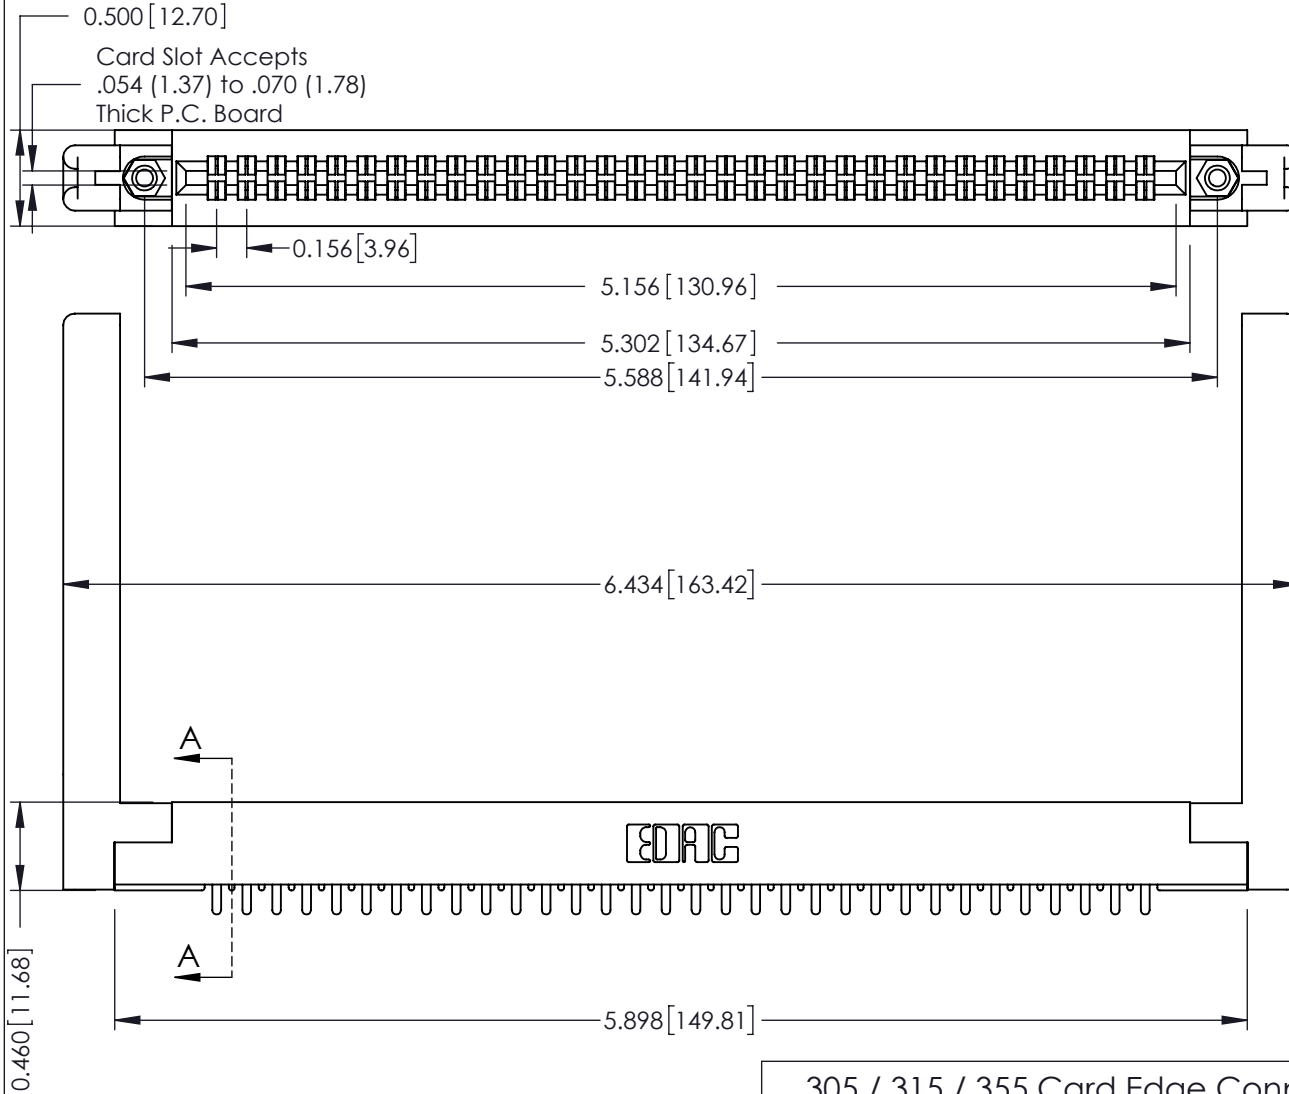 0.500 [12.70]
Card Slot Accepts
.054 (1.37) to .070 (1.78)
Thick P.C. Board
0.156 [3.96]
5.156 [130.96]
5.302 [134.67]
5.588 [141.94]
6.434 [163.42]
A
EDAC
A
0.460 [11.68]
5.898 [149.81]
305 / 315 / 355 Card Edge